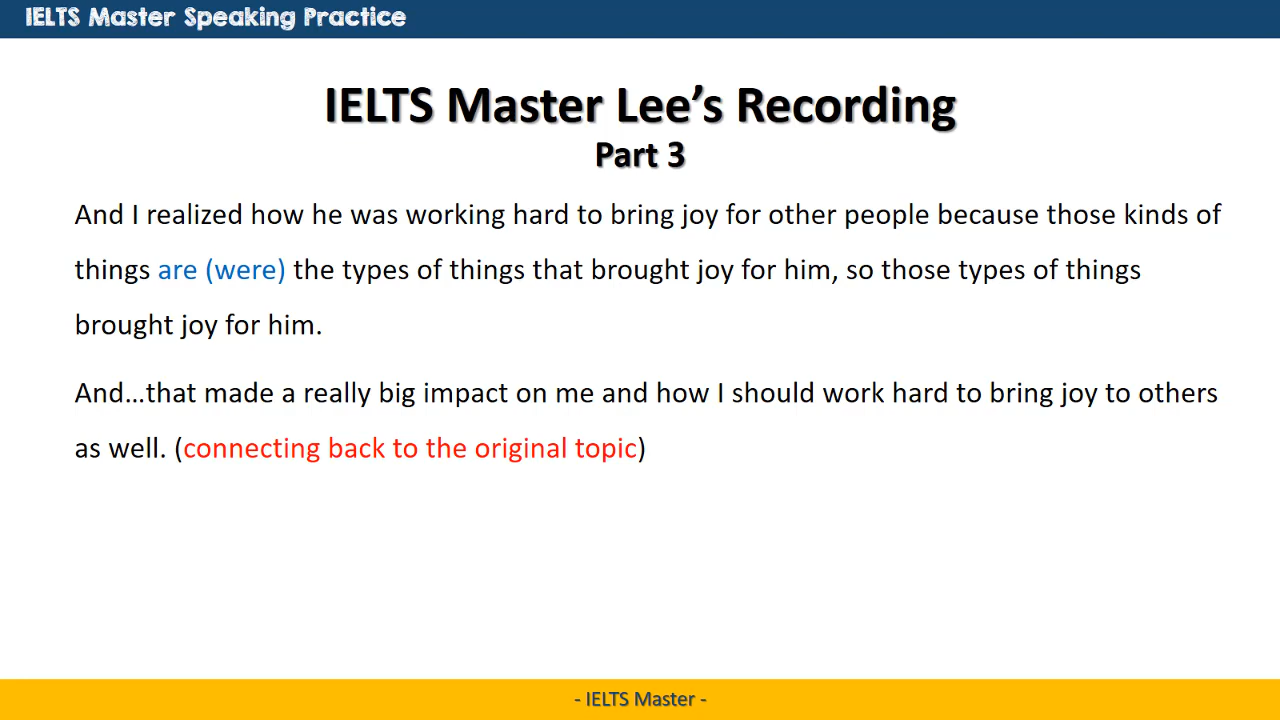 IELTS Master Speaking Practice
IELTS Master Lee’s Recording
Part 3
And I realized how he was working hard to bring joy for other people because those kinds of
things are (were) the types of things that brought joy for him, so those types of things
brought joy for him.
And…that made a really big impact on me and how I should work hard to bring joy to others
as well. (connecting back to the original topic)
- IELTS Master -